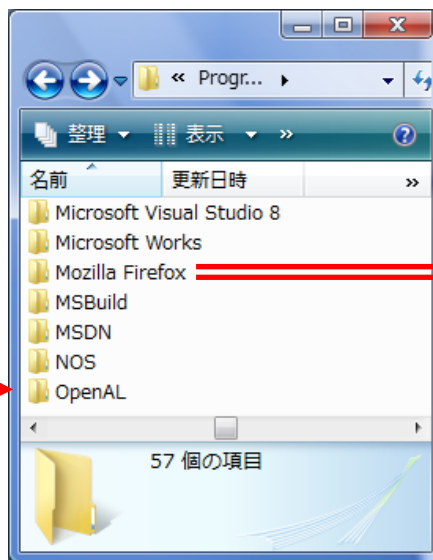 « Progr...
整理 表示 »
名前 更新日時 »
Microsoft Visual Studio 8
Microsoft Works
Mozilla Firefox
MSBuild
MSDN
NOS
OpenAL
57 個の項目